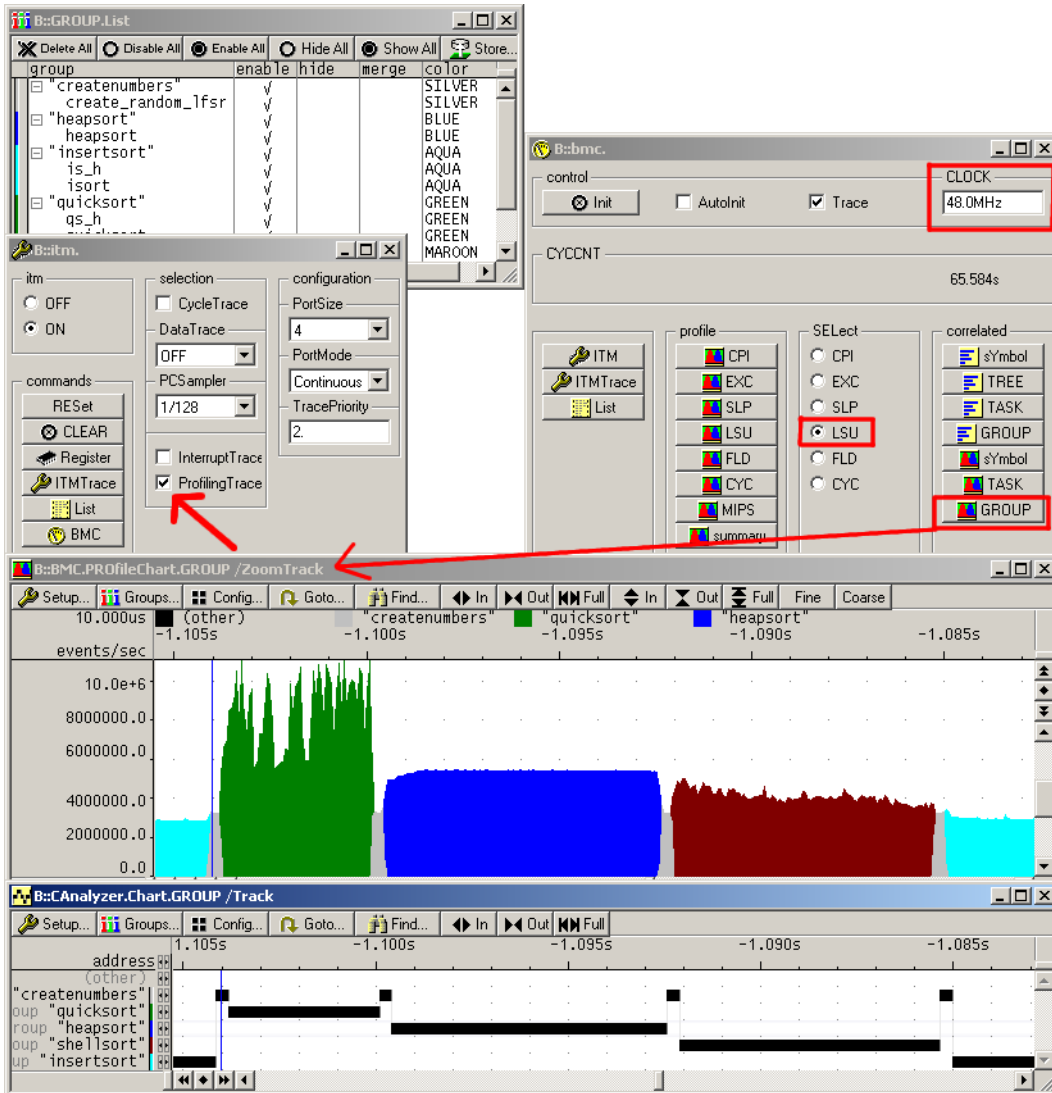 B::GROUP.List
Delete All Disable All Enable All Hide All Show All Store...
group enable hide merge color
"createnumbers" √ SILVER
create_random_lfsr √ SILVER
"heapsort" √ BLUE
heapsort √ BLUE
"insertsort" √ AQUA
is_h √ AQUA
isort √ AQUA
"quicksort" √ GREEN
qs_h √ GREEN
GREEN
MAROON
B::itm.
itm
OFF
ON
commands
RESet
CLEAR
Register
ITMTrace
List
BMC
selection
CycleTrace
DataTrace
OFF
PCSampler
1/128
InterruptTrace
ProfilingTrace
configuration
PortSize
4
PortMode
Continuous
TracePriority
2.
B::bmc.
control
Init AutoInit Trace
CLOCK
48.0MHz
CYCCNT
65.584s
ITM
ITMTrace
List
profile
CPI
EXC
SLP
LSU
FLD
CYC
MIPS
summary
SELect
CPI
EXC
SLP
LSU
FLD
CYC
correlated
sYmbol
TREE
TASK
GROUP
sYmbol
TASK
GROUP
B::BMC.PROfileChart.GROUP /ZoomTrack
Setup... Groups... Config... Goto... Find... In Out Full In Out Full Fine Coarse
10.000us (other) "createnumbers" "quicksort" "heapsort"
-1.105s -1.100s -1.095s -1.090s -1.085s
events/sec
10.0e+6
8000000.0
6000000.0
4000000.0
2000000.0
0.0
B::CAnalyzer.Chart.GROUP /Track
Setup... Groups... Config... Goto... Find... In Out Full
1.105s -1.100s -1.095s -1.090s -1.085s
address
(other)
"createnumbers"
oup "quicksort"
roup "heapsort"
oup "shellsort"
up "insertsort"